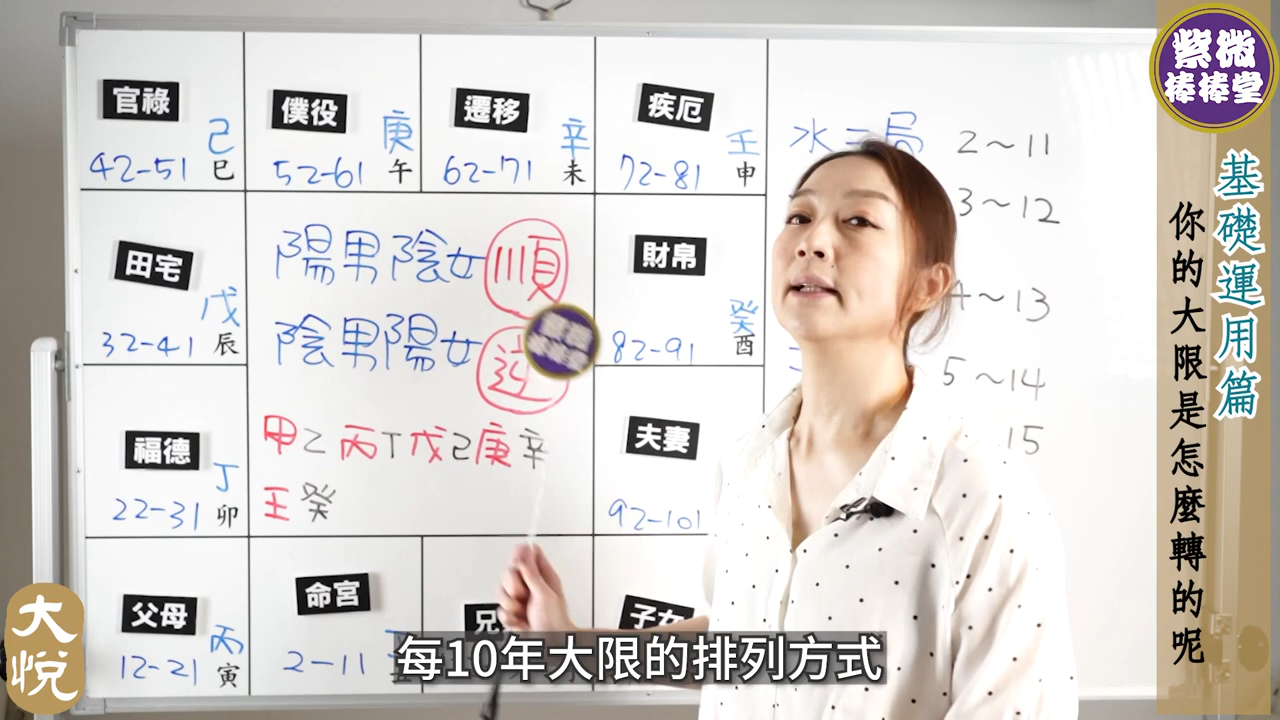 官祿
己
42-51
巳
僕役
庚
52-61
午
遷移
辛
62-71
未
疾厄
壬
72-81
申
水二局
2～11
3～12
4～13
5～14
15
田宅
戊
32-41
辰
陽男陰女 順
陰男陽女 逆
甲乙丙丁戊己庚辛
壬癸
財帛
癸
82-91
酉
福德
丁
22-31
卯
夫妻
92-101
父母
丙
12-21
寅
命宮
2-11
兄
子女
每10年大限的排列方式
紫微
棒棒堂
基礎運用篇
你的大限是怎麼轉的呢
大悅